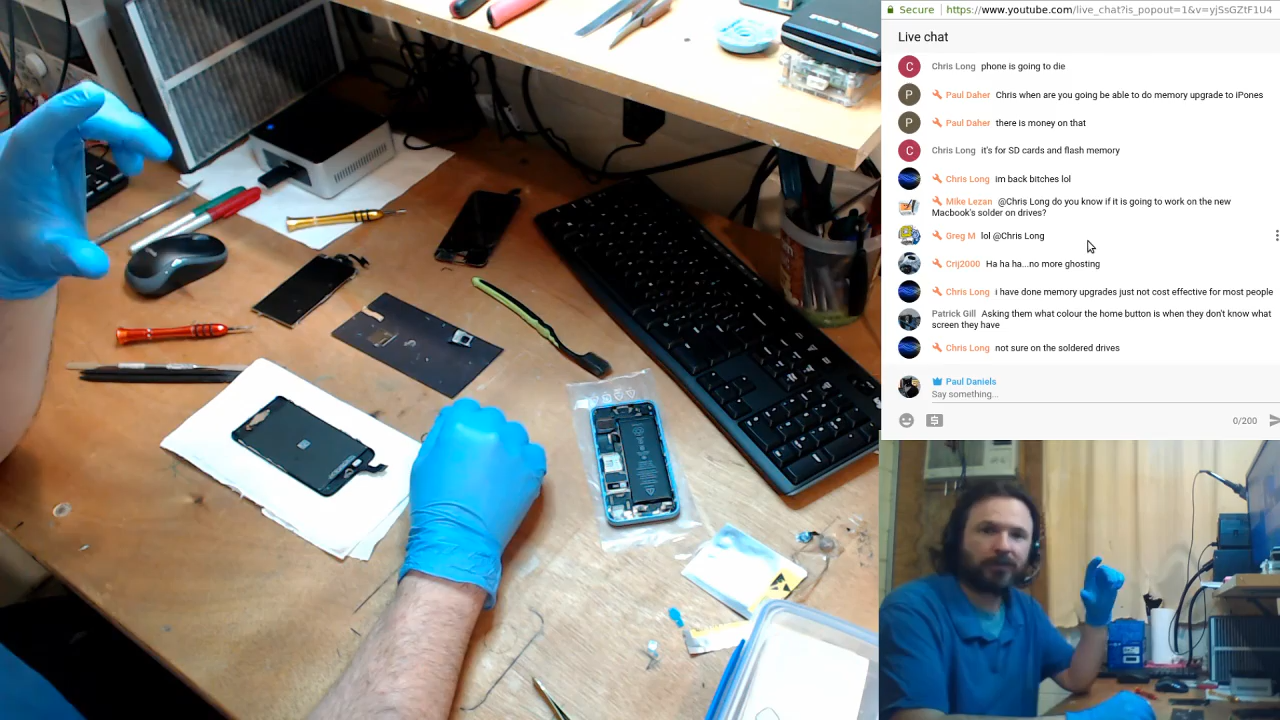 Secure https://www.youtube.com/live_chat?is_popout=1&v=yjSsGZtF1U4
Live chat
C Chris Long phone is going to die
P Paul Daher Chris when are you going be able to do memory upgrade to iPones
P Paul Daher there is money on that
C Chris Long it's for SD cards and flash memory
Chris Long im back bitches lol
Mike Lezan @Chris Long do you know if it is going to work on the new
Macbook's solder on drives?
Greg M lol @Chris Long
Crij2000 Ha ha ha...no more ghosting
Chris Long i have done memory upgrades just not cost effective for most people
Patrick Gill Asking them what colour the home button is when they don't know what
screen they have
Chris Long not sure on the soldered drives
Paul Daniels
Say something...
0/200